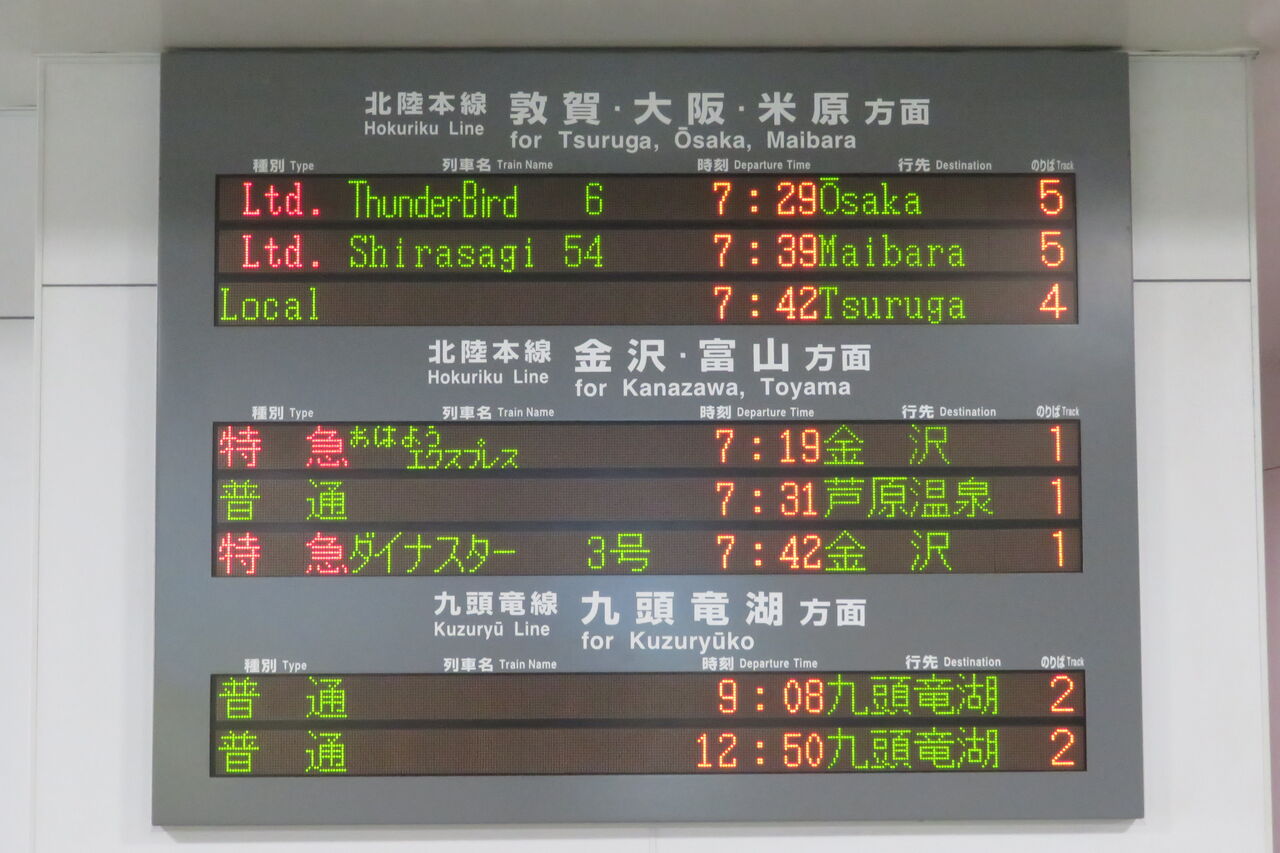 北陸本線 敦賀・大阪・米原方面
Hokuriku Line for Tsuruga, Ōsaka, Maibara
種別 Type 列車名 Train Name 時刻 Departure Time 行先 Destination のりば Track
Ltd. ThunderBird 6 7:29 Ōsaka 5
Ltd. Shirasagi 54 7:39 Maibara 5
Local 7:42 Tsuruga 4
北陸本線 金沢・富山方面
Hokuriku Line for Kanazawa, Toyama
種別 Type 列車名 Train Name 時刻 Departure Time 行先 Destination のりば Track
特急 おはようエクスプレス 7:19 金沢 1
普通 7:31 芦原温泉 1
特急 ダイナスター 3号 7:42 金沢 1
九頭竜線 九頭竜湖方面
Kuzuryū Line for Kuzuryūko
種別 Type 列車名 Train Name 時刻 Departure Time 行先 Destination のりば Track
普通 9:08 九頭竜湖 2
普通 12:50 九頭竜湖 2